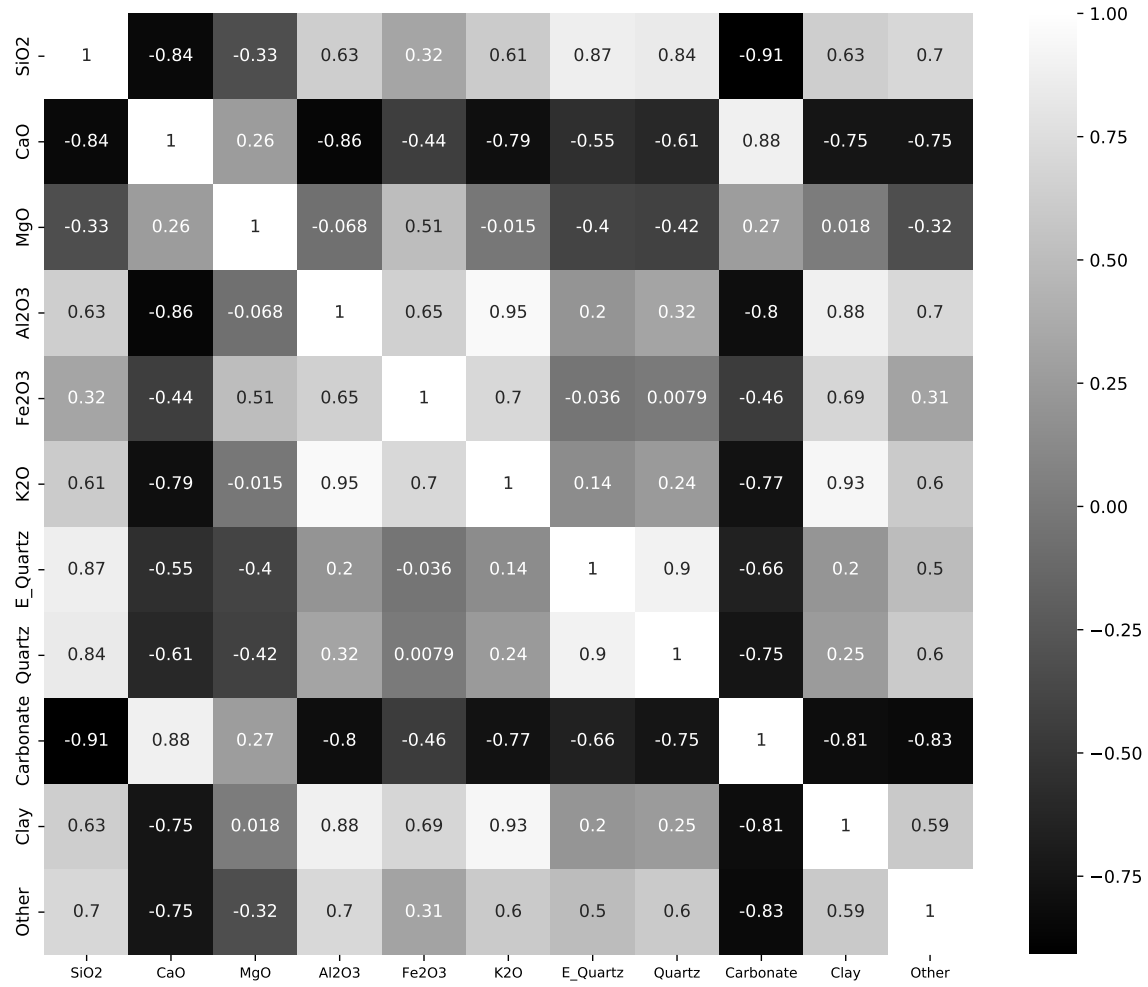 SiO2 1 -0.84 -0.33 0.63 0.32 0.61 0.87 0.84 -0.91 0.63 0.7
CaO -0.84 1 0.26 -0.86 -0.44 -0.79 -0.55 -0.61 0.88 -0.75 -0.75
MgO -0.33 0.26 1 -0.068 0.51 -0.015 -0.4 -0.42 0.27 0.018 -0.32
Al2O3 0.63 -0.86 -0.068 1 0.65 0.95 0.2 0.32 -0.8 0.88 0.7
Fe2O3 0.32 -0.44 0.51 0.65 1 0.7 -0.036 0.0079 -0.46 0.69 0.31
K2O 0.61 -0.79 -0.015 0.95 0.7 1 0.14 0.24 -0.77 0.93 0.6
E_Quartz 0.87 -0.55 -0.4 0.2 -0.036 0.14 1 0.9 -0.66 0.2 0.5
Quartz 0.84 -0.61 -0.42 0.32 0.0079 0.24 0.9 1 -0.75 0.25 0.6
Carbonate -0.91 0.88 0.27 -0.8 -0.46 -0.77 -0.66 -0.75 1 -0.81 -0.83
Clay 0.63 -0.75 0.018 0.88 0.69 0.93 0.2 0.25 -0.81 1 0.59
Other 0.7 -0.75 -0.32 0.7 0.31 0.6 0.5 0.6 -0.83 0.59 1
SiO2 CaO MgO Al2O3 Fe2O3 K2O E_Quartz Quartz Carbonate Clay Other
1.00
0.75
0.50
0.25
0.00
−0.25
−0.50
−0.75